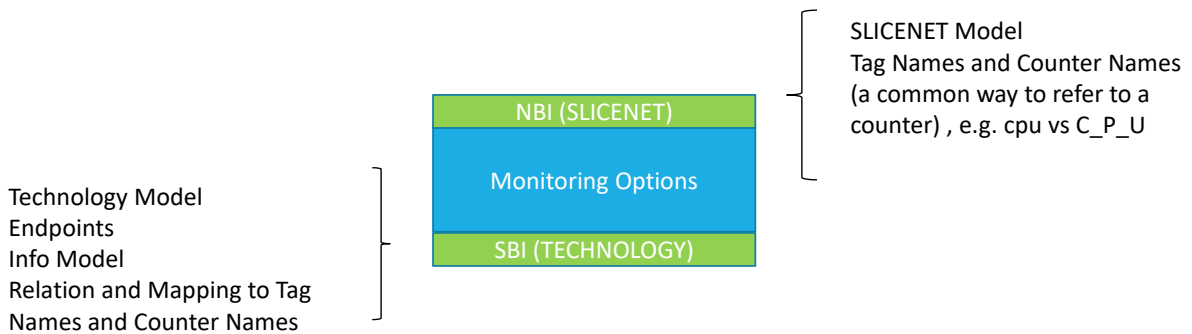 SLICENET Model
Tag Names and Counter Names
(a common way to refer to a
counter) , e.g. cpu vs C_P_U
NBI (SLICENET)
Monitoring Options
SBI (TECHNOLOGY)
Technology Model
Endpoints
Info Model
Relation and Mapping to Tag
Names and Counter Names